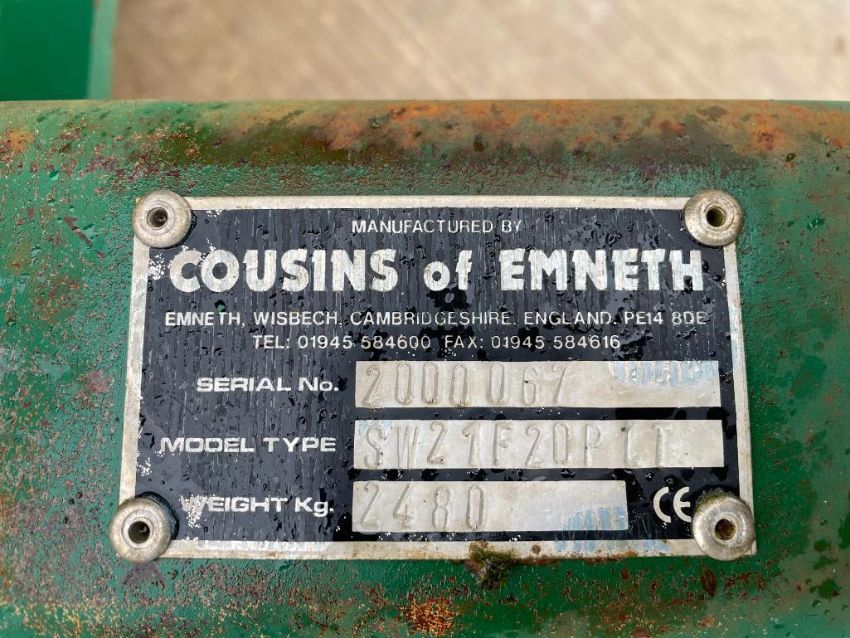 MANUFACTURED BY
COUSINS of EMNETH
EMNETH, WISBECH, CAMBRIDGESHIRE, ENGLAND, PE14 8DE
TEL: 01945 584600 FAX: 01945 584616
SERIAL No. 2000067
MODEL TYPE
WEIGHT Kg. 2480 CE